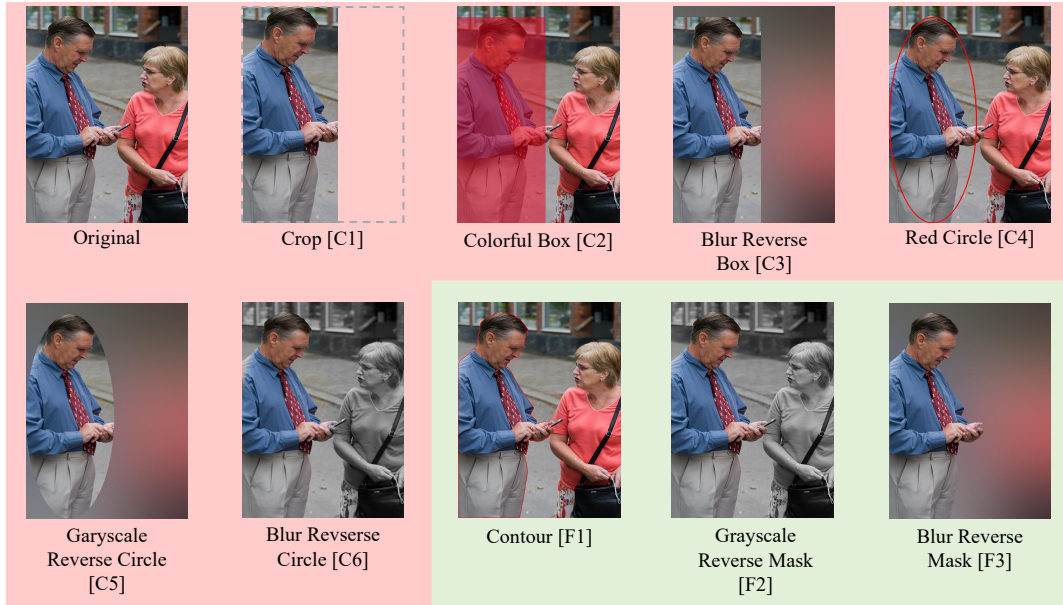 Original
Crop [C1]
Colorful Box [C2]
Blur Reverse
Box [C3]
Red Circle [C4]
Garyscale
Reverse Circle
[C5]
Blur Revserse
Circle [C6]
Contour [F1]
Grayscale
Reverse Mask
[F2]
Blur Reverse
Mask [F3]